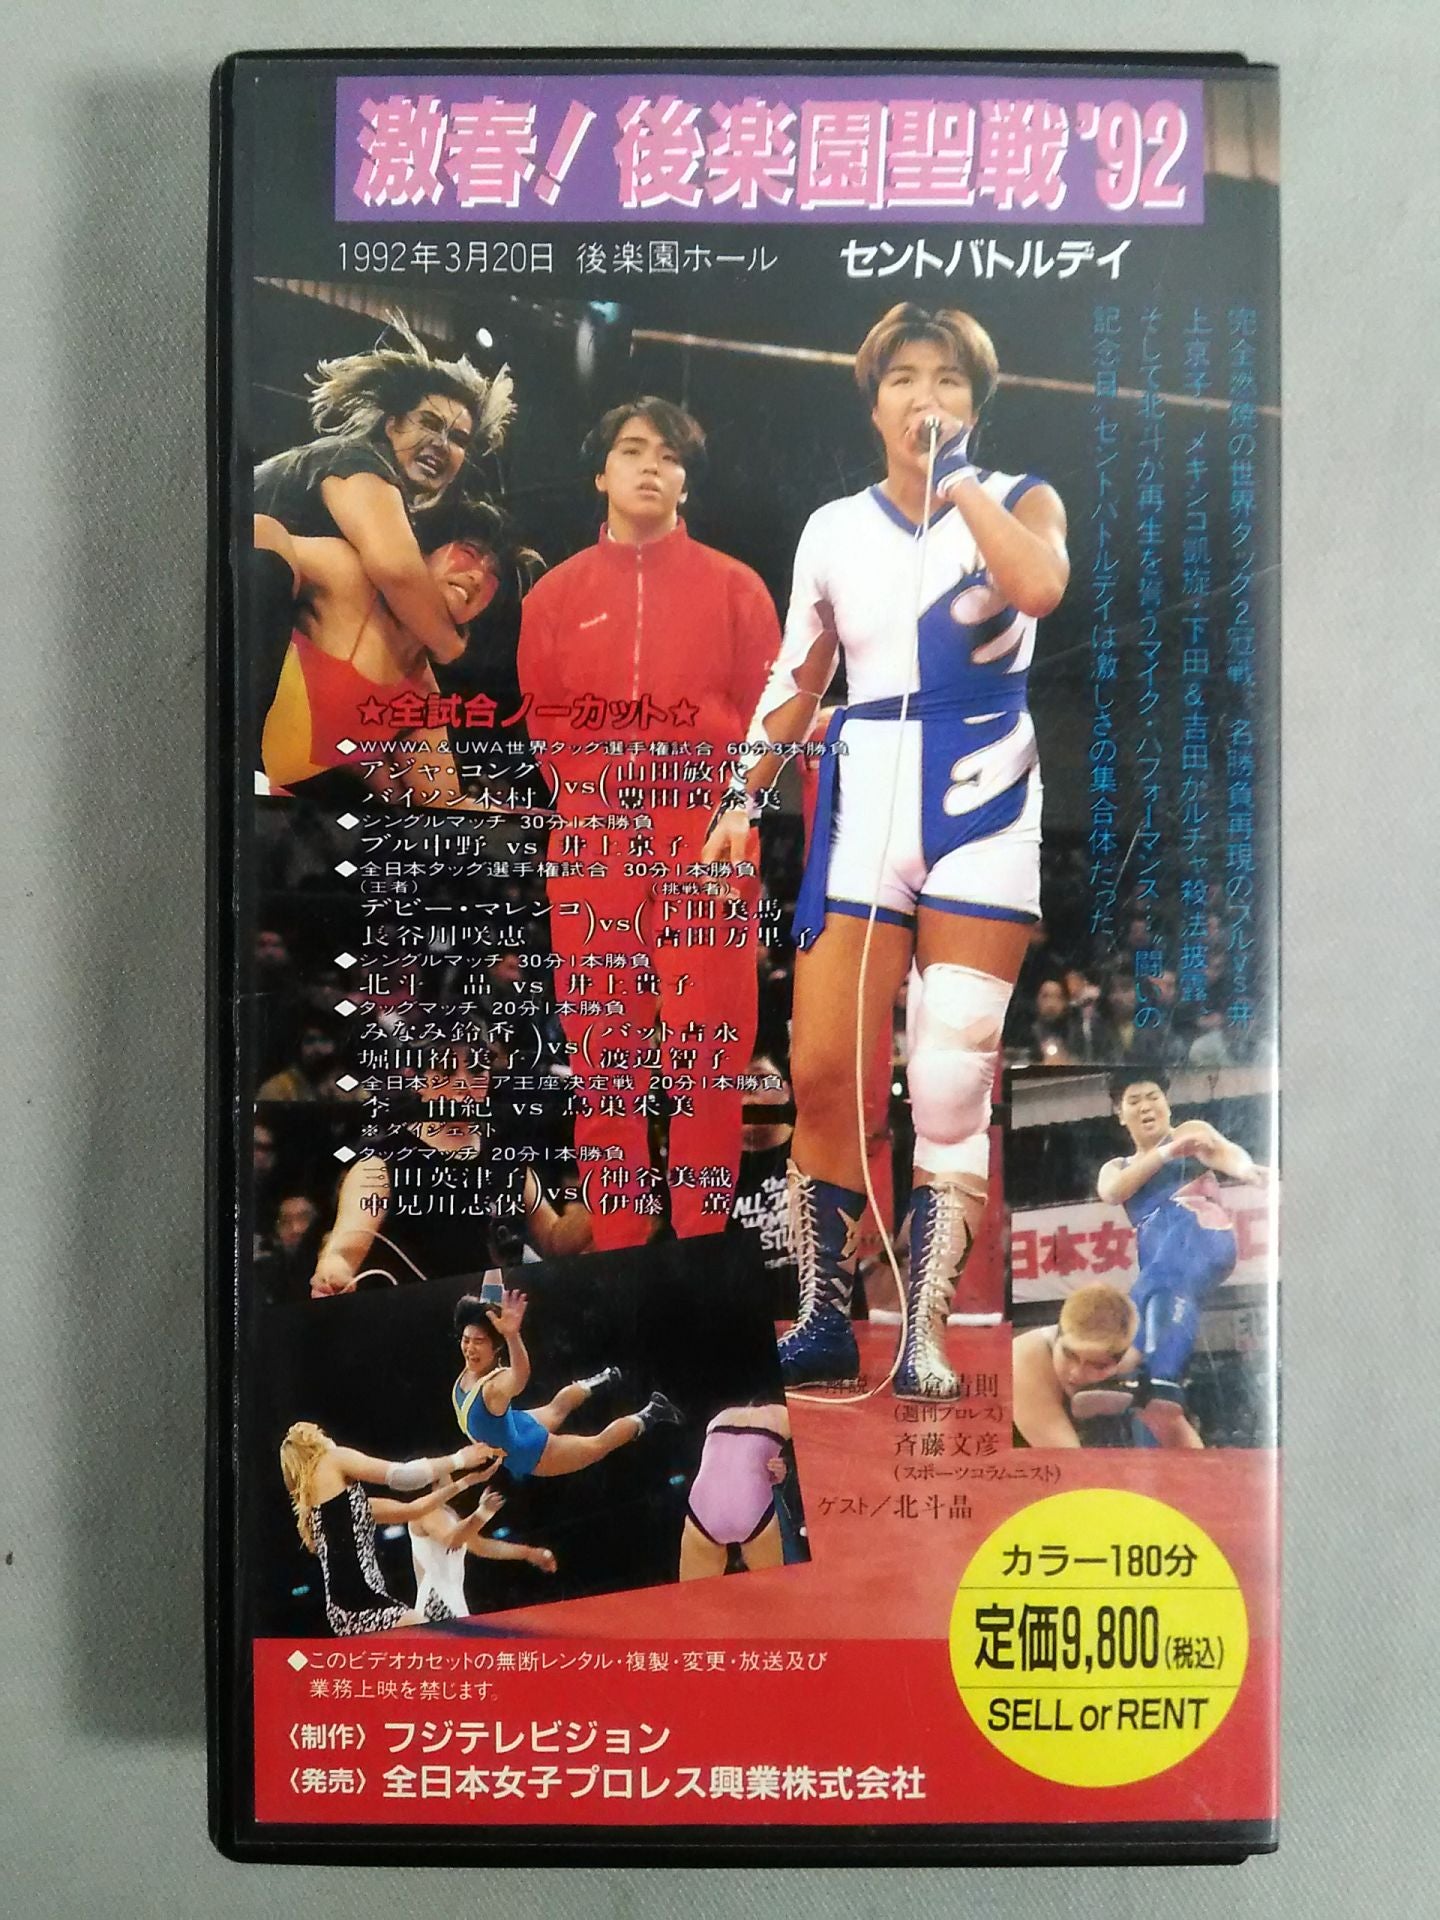 激春!後楽園聖戦'92
1992年3月20日 後楽園ホール セントバトルデイ
完全燃焼の世界タッグ2冠戦、名勝負再現のブルvs井
上京子、メキシコ凱旋・下田&吉田がルチャ殺法披露、
そして北斗が再生を誓うマイク・パフォーマンス…〝闘いの
記念日〟セントバトルデイは激しさの集合体だった
★全試合ノーカット★
◆WWWA&UWA世界タッグ選手権試合 60分3本勝負
アジャ・コング
バイソン木村)vs(山田敏代
豊田真奈美
◆シングルマッチ 30分1本勝負
ブル中野 vs 井上京子
◆全日本タッグ選手権試合 30分1本勝負
(王者) (挑戦者)
デビー・マレンコ
長谷川咲恵)vs(下田美馬
吉田万里子
◆シングルマッチ 30分1本勝負
北斗 晶 vs 井上貴子
◆タッグマッチ 20分1本勝負
みなみ鈴香
堀田祐美子)vs(バット吉永
渡辺智子
◆全日本ジュニア王座決定戦 20分1本勝負
李 由紀 vs 鳥巣朱美
※ダイジェスト
◆タッグマッチ 20分1本勝負
三田英津子
中見川志保)vs(神谷美織
伊藤 薫
the
ALL JA
WOM
日本女
解説 倉清則
(週刊プロレス)
斉藤文彦
(スポーツコラムニスト)
ゲスト/北斗晶
カラー180分
定価9,800(税込)
SELL or RENT
◆このビデオカセットの無断レンタル・複製・変更・放送及び
業務上映を禁じます。
〈制作〉フジテレビジョン
〈発売〉全日本女子プロレス興業株式会社